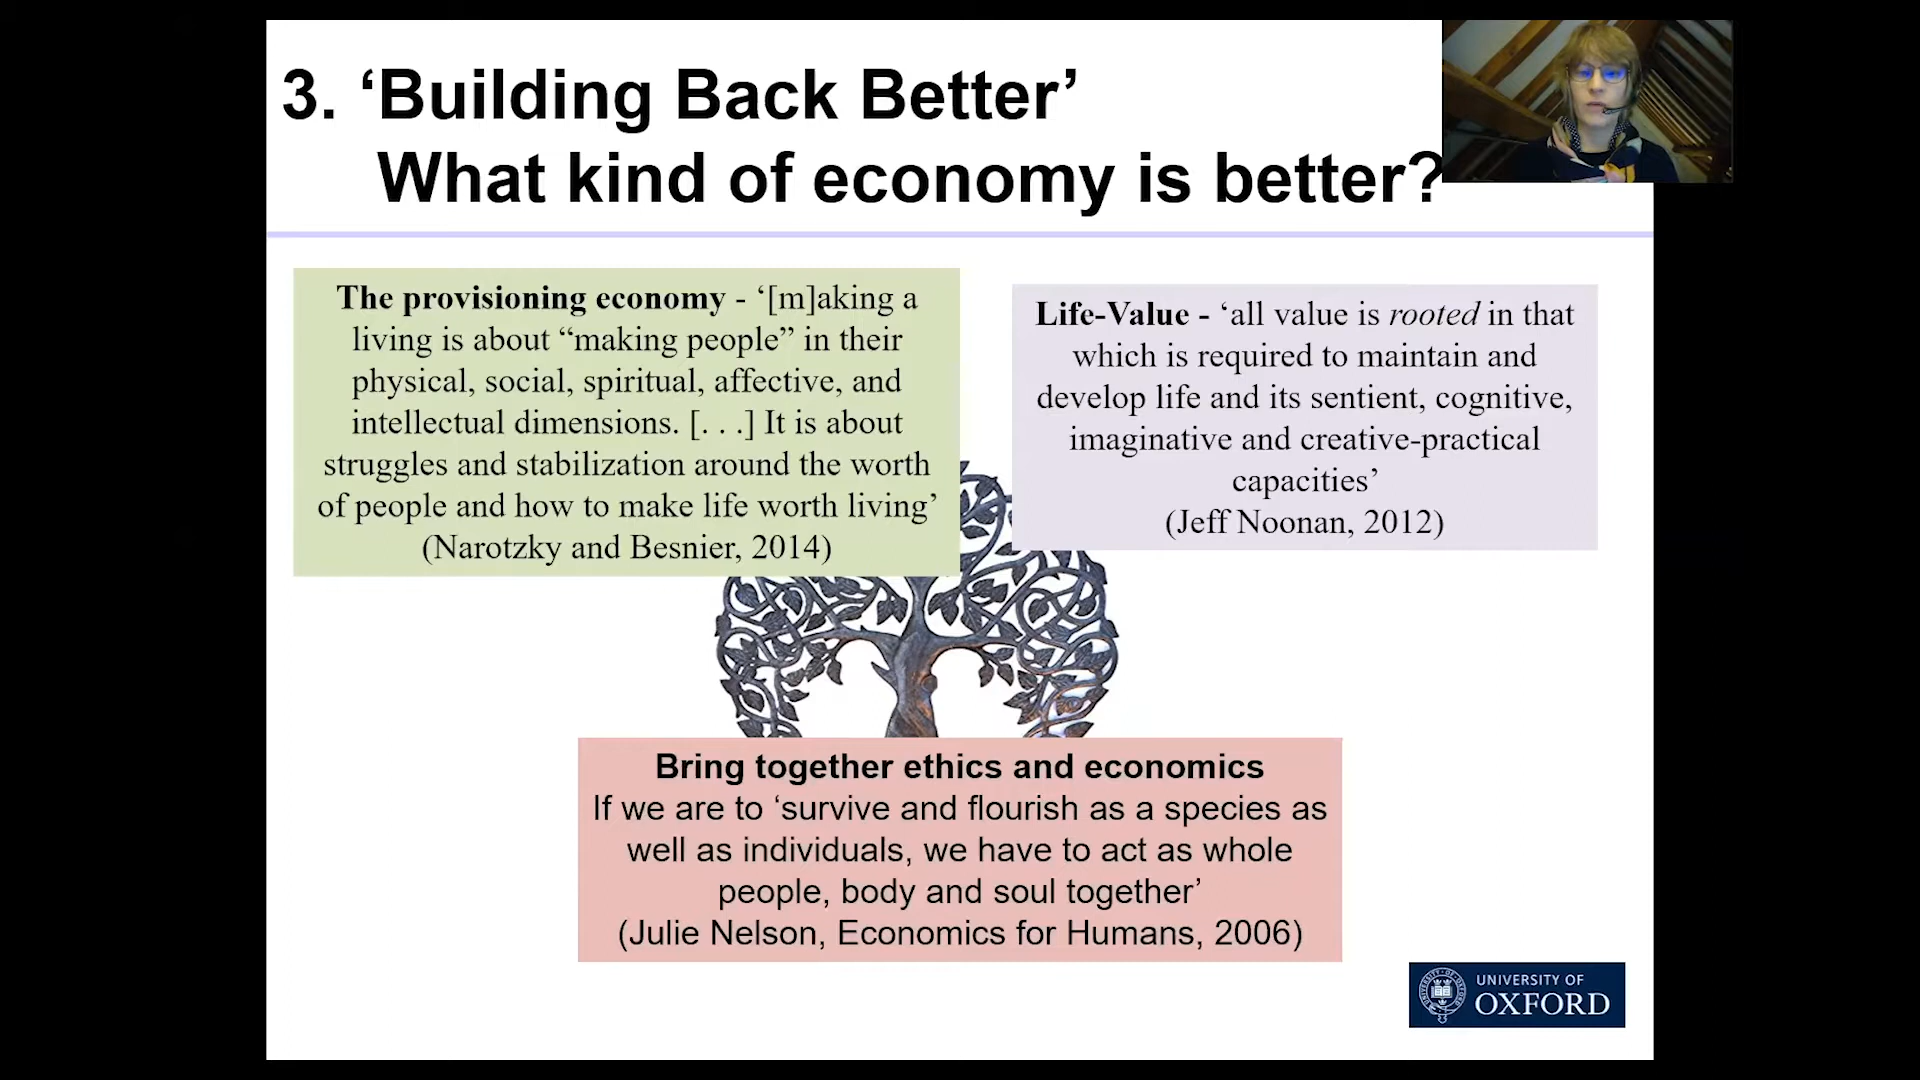 3. ‘Building Back Better’
What kind of economy is better?
The provisioning economy - ‘[m]aking a
living is about “making people” in their
physical, social, spiritual, affective, and
intellectual dimensions. [. . .] It is about
struggles and stabilization around the worth
of people and how to make life worth living’
(Narotzky and Besnier, 2014)
Life-Value - ‘all value is rooted in that
which is required to maintain and
develop life and its sentient, cognitive,
imaginative and creative-practical
capacities’
(Jeff Noonan, 2012)
Bring together ethics and economics
If we are to ‘survive and flourish as a species as
well as individuals, we have to act as whole
people, body and soul together’
(Julie Nelson, Economics for Humans, 2006)
UNIVERSITY OF
OXFORD